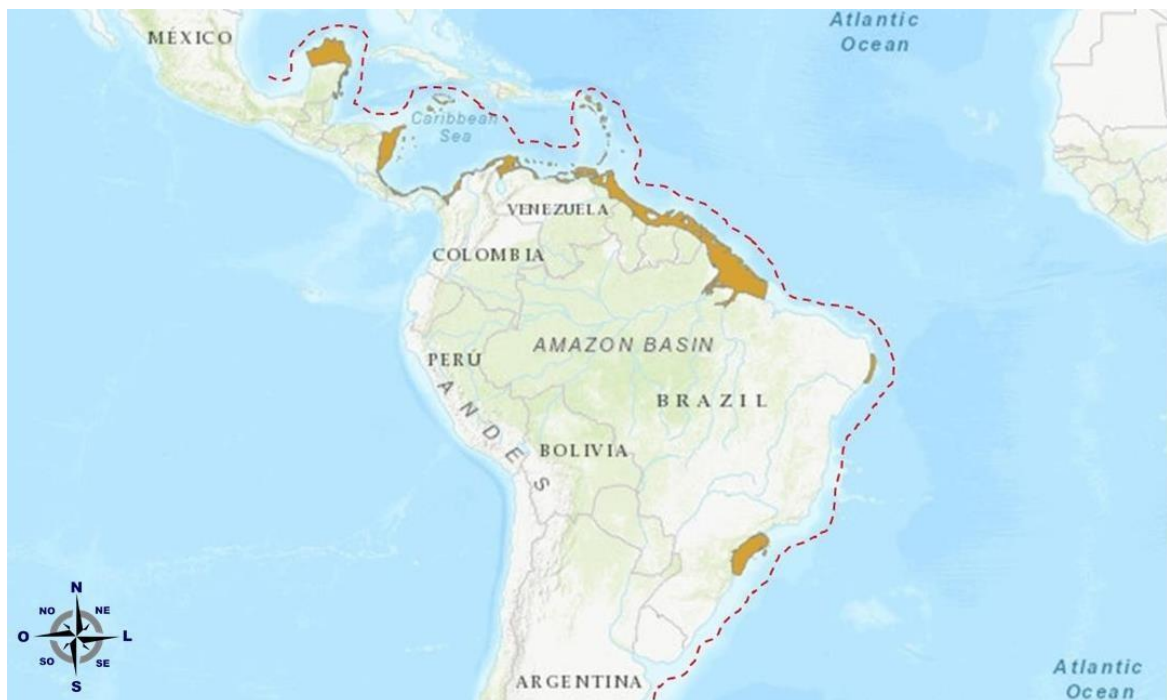 Atlantic
Ocean
MÉXICO
Caribbean
Sea
VENEZUELA
COLOMBIA
AMAZON BASIN
PERÚ
BRAZIL
ANDES
BOLIVIA
N
NO
NE
O
L
SO
SE
S
ARGENTINA
Atlantic
Ocean